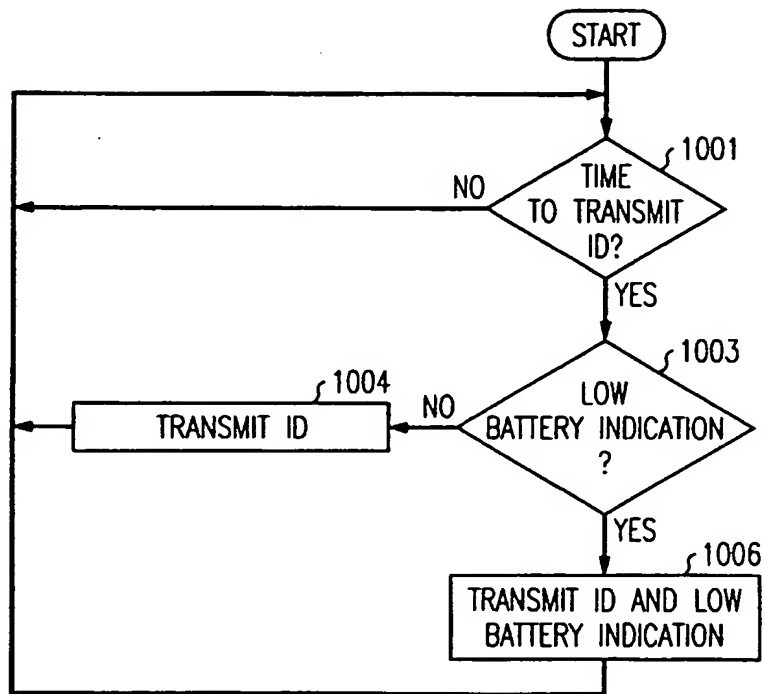 START
1001
TIME
TO TRANSMIT
ID?
NO
YES
1003
LOW
BATTERY INDICATION
?
NO
1004
TRANSMIT ID
YES
1006
TRANSMIT ID AND LOW
BATTERY INDICATION